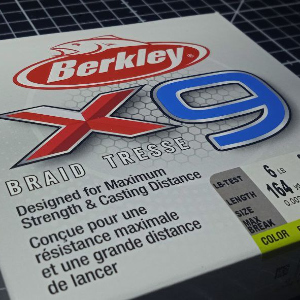 Berkley
X9
BRAID TRESSE
Designed for Maximum
Strength & Casting Distance
Conçue pour une
résistance maximale
et une grande distance
de lancer
LB-TEST
6 LB
LENGTH
164
SIZE
MAX
BREAK
COLOR